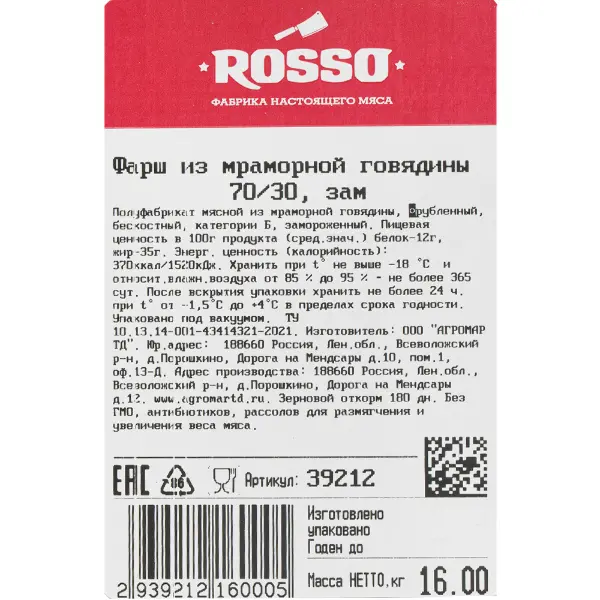 ROSSO
ФАБРИКА НАСТОЯЩЕГО МЯСА
Фарш из мраморной говядины
70/30, зам
Полуфабрикат мясной из мраморной говядины, рубленный,
бескостный, категории Б, замороженный. Пищевая
ценность в 100г продукта (сред.знач.) белок-12г,
жир-35г. Энерг. ценность (калорийность):
370ккал/1520кДж. Хранить при t° не выше -18 °C и
относит.влажн.воздуха от 85 % до 95 % - не более 365
сут. После вскрытия упаковки хранить не более 24 ч.
при t° от -1,5°C до +4°C в пределах срока годности.
Упаковано под вакуумом. ТУ
10.13.14-001-43414321-2021. Изготовитель: ООО "АГРОМАР
ТД". Юр.адрес: 188660 Россия, Лен.обл., Всеволожский
р-н, д.Порошкино, Дорога на Мендсары д.10, пом.1,
оф.13-Д. Адрес производства: 188660 Россия, Лен.обл.,
Всеволожский р-н, д.Порошкино, Дорога на Мендсары
д.12. www.agromartd.ru. Зерновой откорм 180 дн. Без
ГМО, антибиотиков, рассолов для размягчения и
увеличения веса мяса.
EAC 06 Артикул: 39212
Изготовлено
упаковано
Годен до
Масса НЕТТО,кг 16.00
2 939212 160005